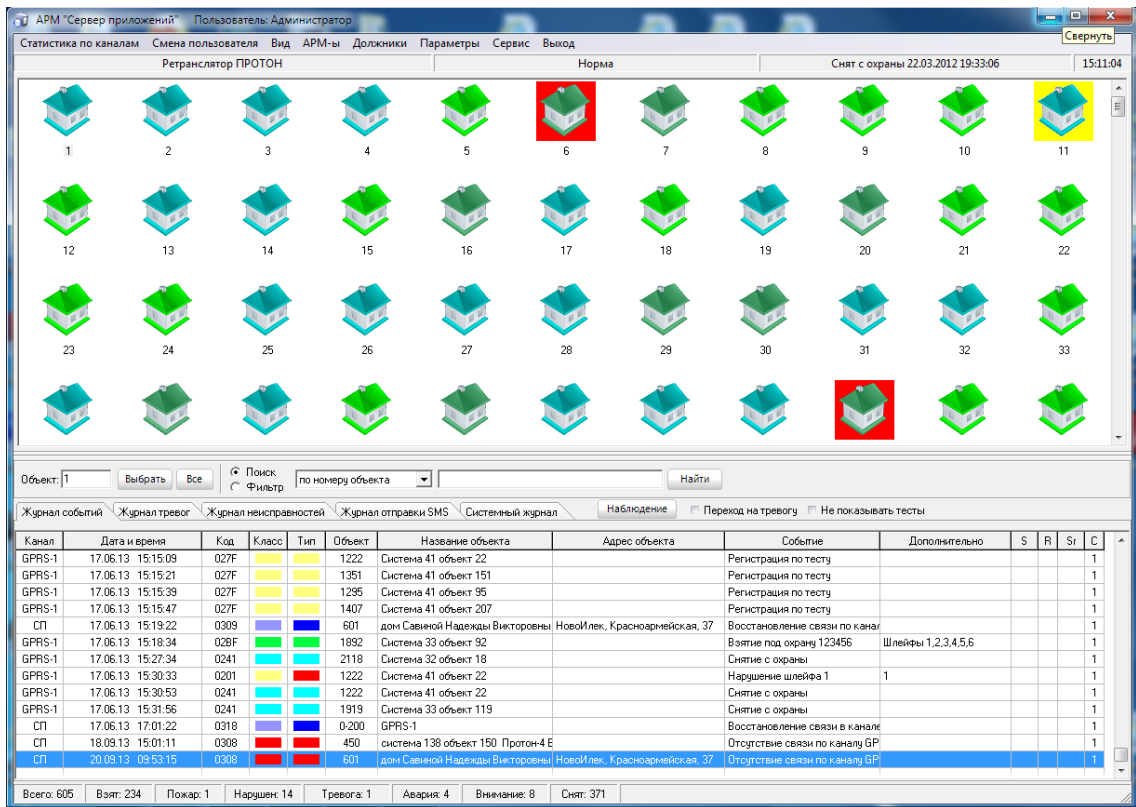 АРМ "Сервер приложений" Пользователь: Администратор
Свернуть
Статистика по каналам Смена пользователя Вид АРМ-ы Должники Параметры Сервис Выход
Ретранслятор ПРОТОН Норма Снят с охраны 22.03.2012 19:33:06 15:11:04
1 2 3 4 5 6 7 8 9 10 11
12 13 14 15 16 17 18 19 20 21 22
23 24 25 26 27 28 29 30 31 32 33
Объект: 1 Выбрать Все Поиск по номеру объекта Найти
Фильтр
Журнал событий Журнал тревог Журнал неисправностей Журнал отправки SMS Системный журнал Наблюдение Переход на тревогу Не показывать тесты
Канал Дата и время Код Класс Тип Объект Название объекта Адрес объекта Событие Дополнительно S R Sr C
GPRS-1 17.06.13 15:15:09 027F 1222 Система 41 объект 22 Регистрация по тесту 1
GPRS-1 17.06.13 15:15:21 027F 1351 Система 41 объект 151 Регистрация по тесту 1
GPRS-1 17.06.13 15:15:39 027F 1295 Система 41 объект 95 Регистрация по тесту 1
GPRS-1 17.06.13 15:15:47 027F 1407 Система 41 объект 207 Регистрация по тесту 1
СП 17.06.13 15:19:22 0309 601 дом Савиной Надежды Викторовны НовоИлек, Красноармейская, 37 Восстановление связи по канал 1
GPRS-1 17.06.13 15:18:34 02BF 1892 Система 33 объект 92 Взятие под охрану 123456 Шлейфы 1,2,3,4,5,6 1
GPRS-1 17.06.13 15:27:34 0241 2118 Система 32 объект 18 Снятие с охраны 1
GPRS-1 17.06.13 15:30:33 0201 1222 Система 41 объект 22 Нарушение шлейфа 1 1 1
GPRS-1 17.06.13 15:30:53 0241 1222 Система 41 объект 22 Снятие с охраны 1
GPRS-1 17.06.13 15:31:56 0241 1919 Система 33 объект 119 Снятие с охраны 1
СП 17.06.13 17:01:22 0318 0-200 GPRS-1 Восстановление связи в канале 1
СП 18.09.13 15:01:11 0308 450 система 138 объект 150 Протон-4 Е Отсутствие связи по каналу GP 1
СП 20.09.13 09:53:15 0308 601 дом Савиной Надежды Викторовны НовоИлек, Красноармейская, 37 Отсутствие связи по каналу GP 1
Всего: 605 Взят: 234 Пожар: 1 Нарушен: 14 Тревога: 1 Авария: 4 Внимание: 8 Снят: 371